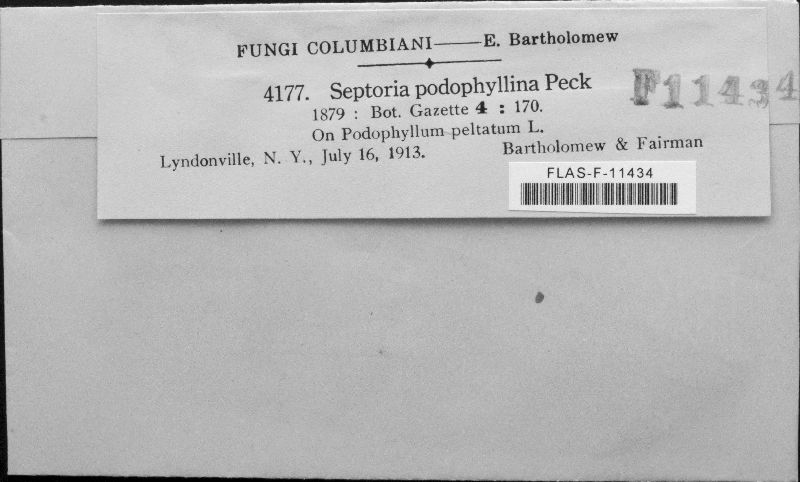 FUNGI COLUMBIANI——E. Bartholomew
4177. Septoria podophyllina Peck
F11434
1879 : Bot. Gazette 4 : 170.
On Podophyllum peltatum L.
Lyndonville, N. Y., July 16, 1913. Bartholomew & Fairman
FLAS-F-11434